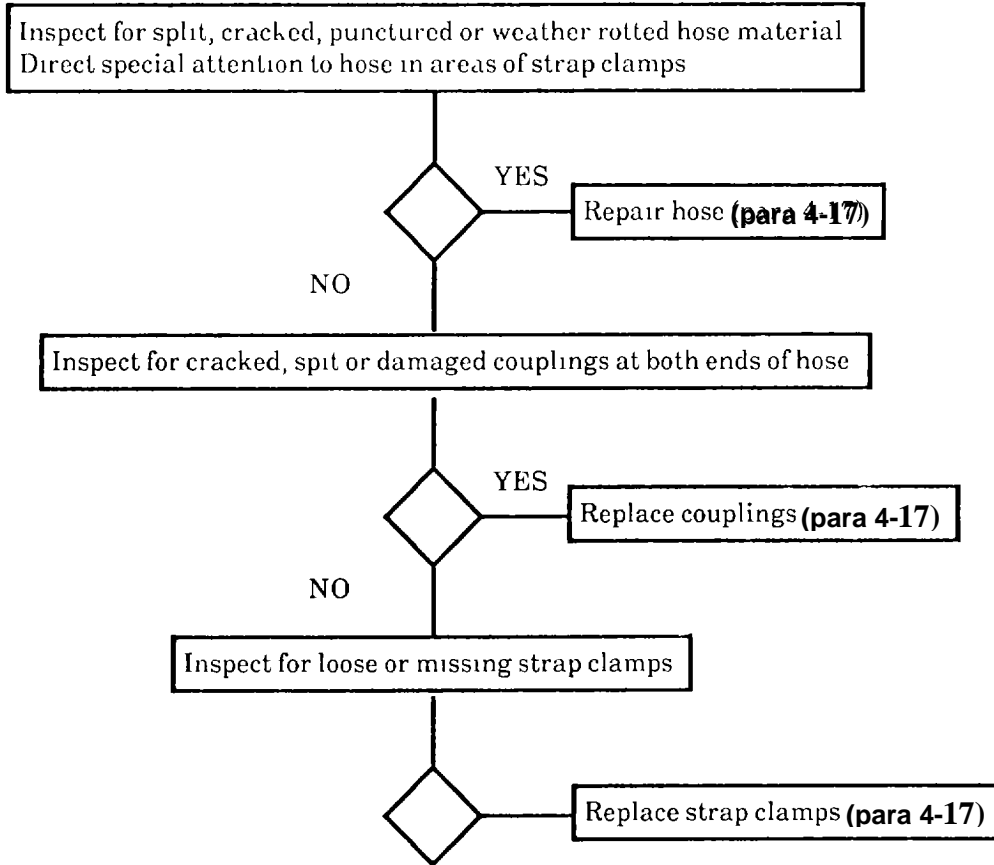 Inspect for split, cracked, punctured or weather rotted hose material
Direct special attention to hose in areas of strap clamps
YES
Repair hose (para 4-17)
NO
Inspect for cracked, spit or damaged couplings at both ends of hose
YES
Replace couplings (para 4-17)
NO
Inspect for loose or missing strap clamps
Replace strap clamps (para 4-17)